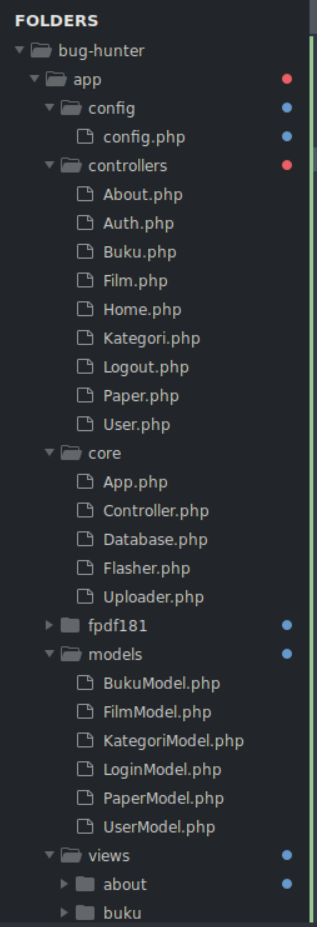 FOLDERS
bug-hunter
app
config
config.php
controllers
About.php
Auth.php
Buku.php
Film.php
Home.php
Kategori.php
Logout.php
Paper.php
User.php
core
App.php
Controller.php
Database.php
Flasher.php
Uploader.php
fpdf181
models
BukuModel.php
FilmModel.php
KategoriModel.php
LoginModel.php
PaperModel.php
UserModel.php
views
about
buku